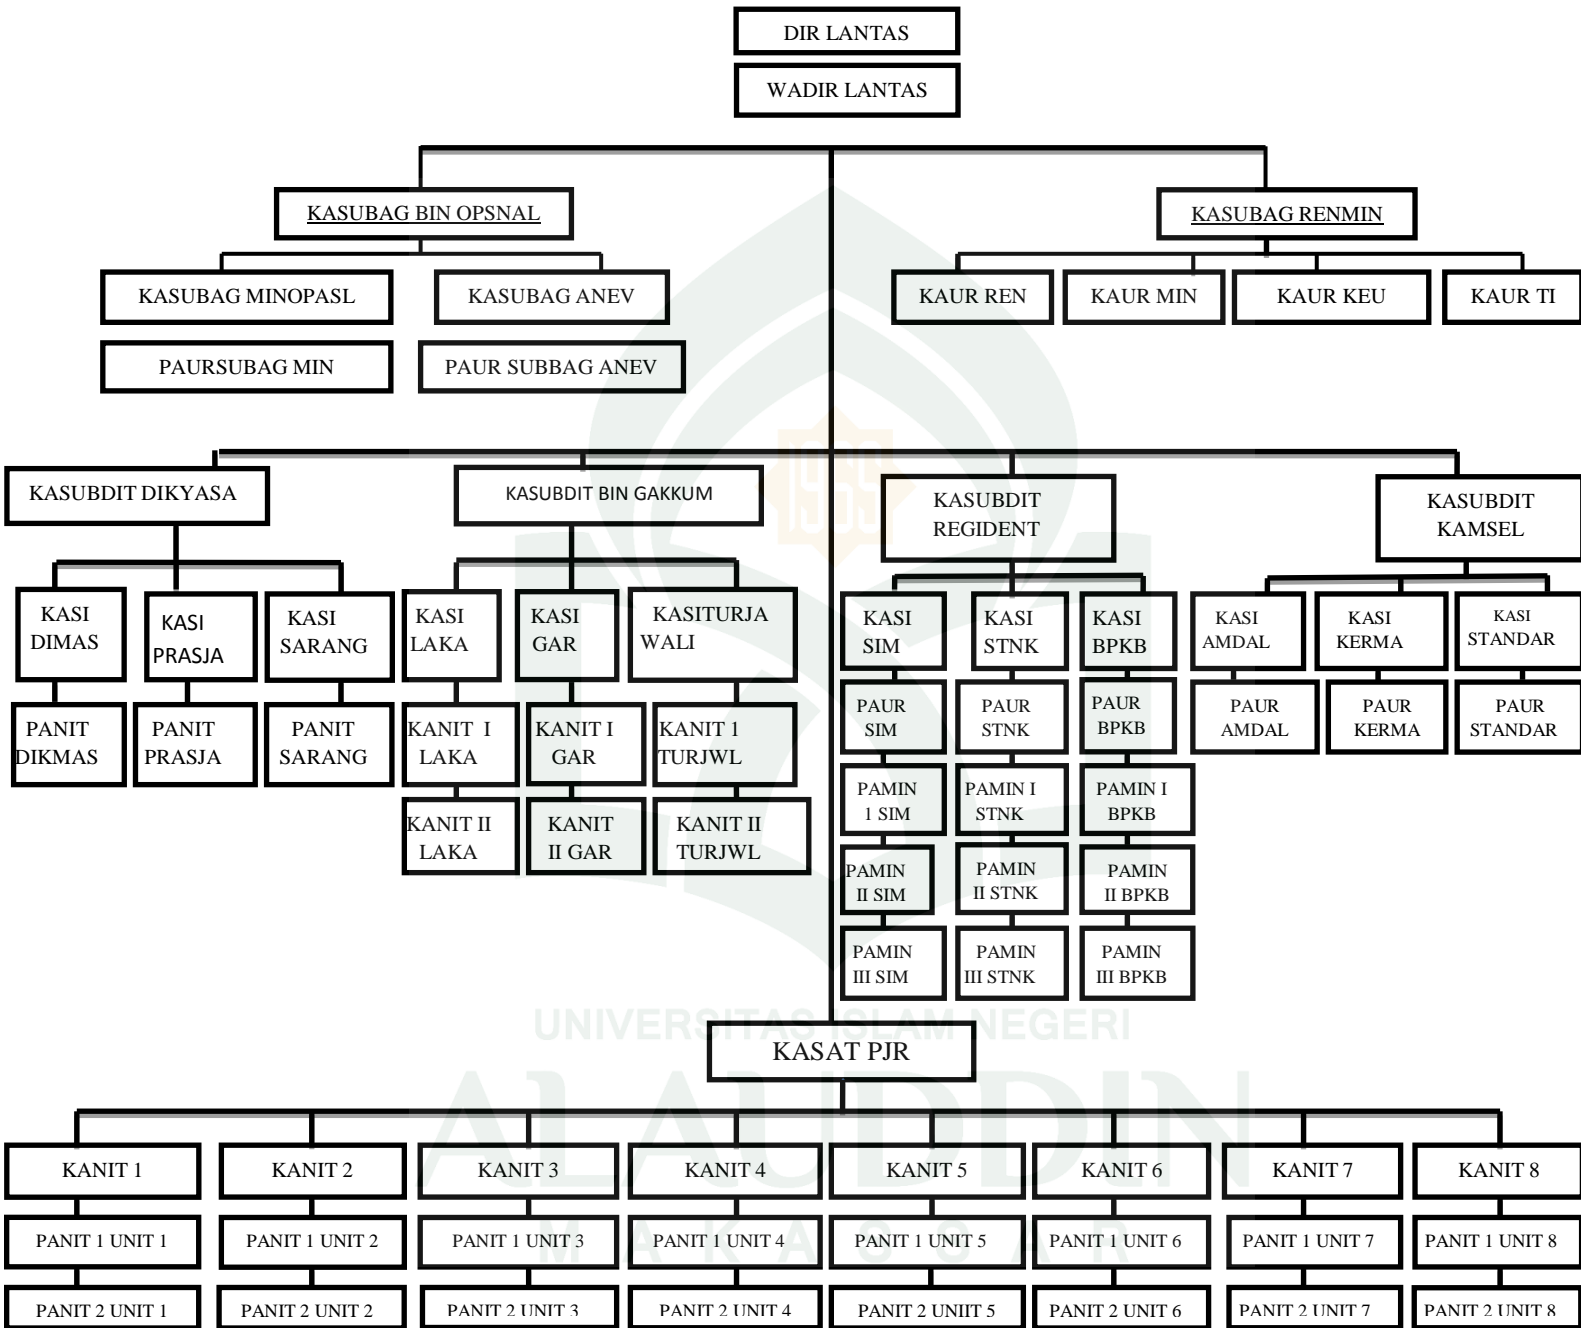 DIR LANTAS
WADIR LANTAS
KASUBAG BIN OPSNAL
KASUBAG RENMIN
KASUBAG MINOPASL
KASUBAG ANEV
KAUR REN
KAUR MIN
KAUR KEU
KAUR TI
PAURSUBAG MIN
PAUR SUBBAG ANEV
1965
KASUBDIT DIKYASA
KASUBDIT BIN GAKKUM
KASUBDIT
REGIDENT
KASUBDIT
KAMSEL
KASI
DIMAS
KASI
PRASJA
KASI
SARANG
KASI
LAKA
KASI
GAR
KASITURJA
WALI
KASI
SIM
KASI
STNK
KASI
BPKB
KASI
AMDAL
KASI
KERMA
KASI
STANDAR
PANIT
DIKMAS
PANIT
PRASJA
PANIT
SARANG
KANIT I
LAKA
KANIT I
GAR
KANIT 1
TURJWL
PAUR
SIM
PAUR
STNK
PAUR
BPKB
PAUR
AMDAL
PAUR
KERMA
PAUR
STANDAR
KANIT II
LAKA
KANIT
II GAR
KANIT II
TURJWL
PAMIN
1 SIM
PAMIN I
STNK
PAMIN I
BPKB
PAMIN
II SIM
PAMIN
II STNK
PAMIN
II BPKB
PAMIN
III SIM
PAMIN
III STNK
PAMIN
III BPKB
UNIVERSITAS ISLAM NEGERI
KASAT PJR
ALAUDDIN
KANIT 1
KANIT 2
KANIT 3
KANIT 4
KANIT 5
KANIT 6
KANIT 7
KANIT 8
MAKASSAR
PANIT 1 UNIT 1
PANIT 1 UNIT 2
PANIT 1 UNIT 3
PANIT 1 UNIT 4
PANIT 1 UNIT 5
PANIT 1 UNIT 6
PANIT 1 UNIT 7
PANIT 1 UNIT 8
PANIT 2 UNIT 1
PANIT 2 UNIT 2
PANIT 2 UNIT 3
PANIT 2 UNIT 4
PANIT 2 UNIIT 5
PANIT 2 UNIT 6
PANIT 2 UNIT 7
PANIT 2 UNIT 8